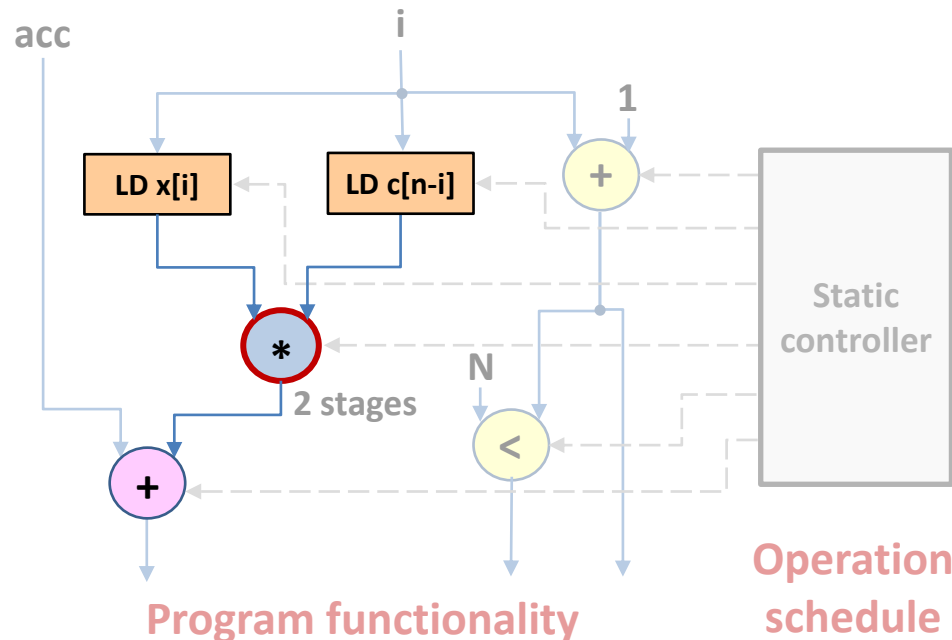 acc
i
1
LD x[i]
LD c[n-i]
+
Static
controller
*
2 stages
N
<
+
Program functionality
Operation
schedule